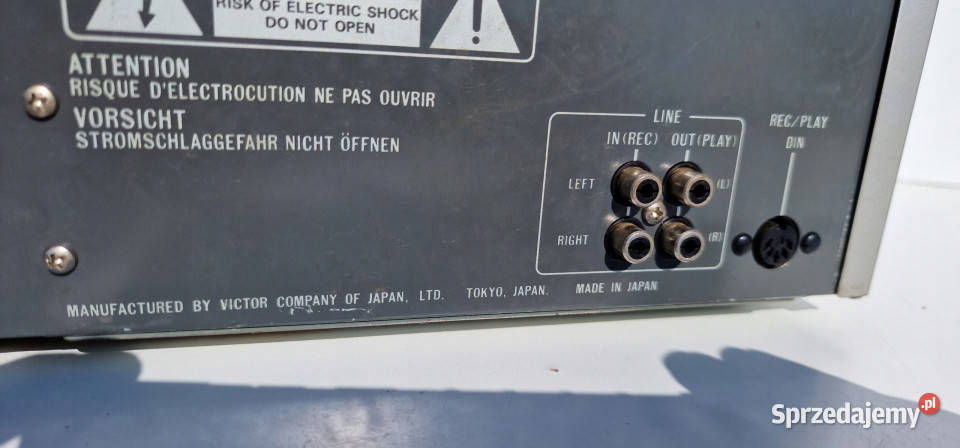 RISK OF ELECTRIC SHOCK
DO NOT OPEN
ATTENTION
RISQUE D'ELECTROCUTION NE PAS OUVRIR
VORSICHT
STROMSCHLAGGEFAHR NICHT ÖFFNEN
LINE
IN (REC) OUT (PLAY)
LEFT (L)
RIGHT (R)
REC/PLAY
DIN
MANUFACTURED BY VICTOR COMPANY OF JAPAN, LTD. TOKYO, JAPAN. MADE IN JAPAN
Sprzedajemy.pl